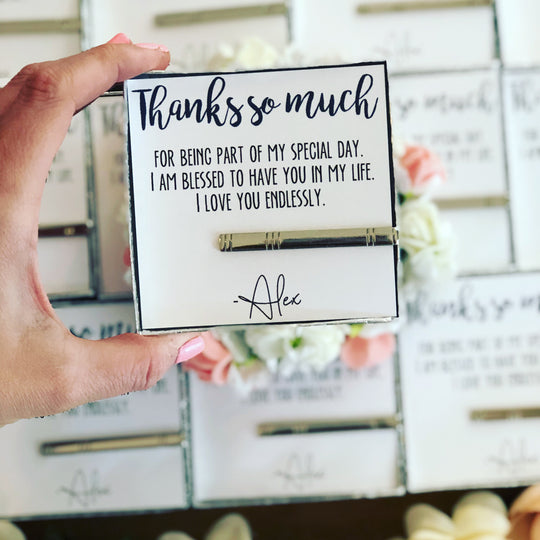 Thanks so much
FOR BEING PART OF MY SPECIAL DAY.
I AM BLESSED TO HAVE YOU IN MY LIFE.
I LOVE YOU ENDLESSLY.
-Alex